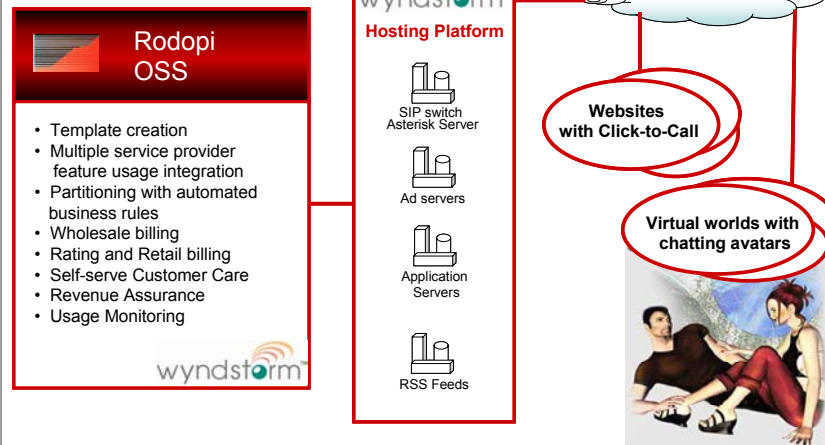 Rodopi
OSS
• Template creation
• Multiple service provider
feature usage integration
• Partitioning with automated
business rules
• Wholesale billing
• Rating and Retail billing
• Self-serve Customer Care
• Revenue Assurance
• Usage Monitoring
wyndstorm™
wyndstorm
Hosting Platform
SIP switch
Asterisk Server
Ad servers
Application
Servers
RSS Feeds
Websites
with Click-to-Call
Virtual worlds with
chatting avatars